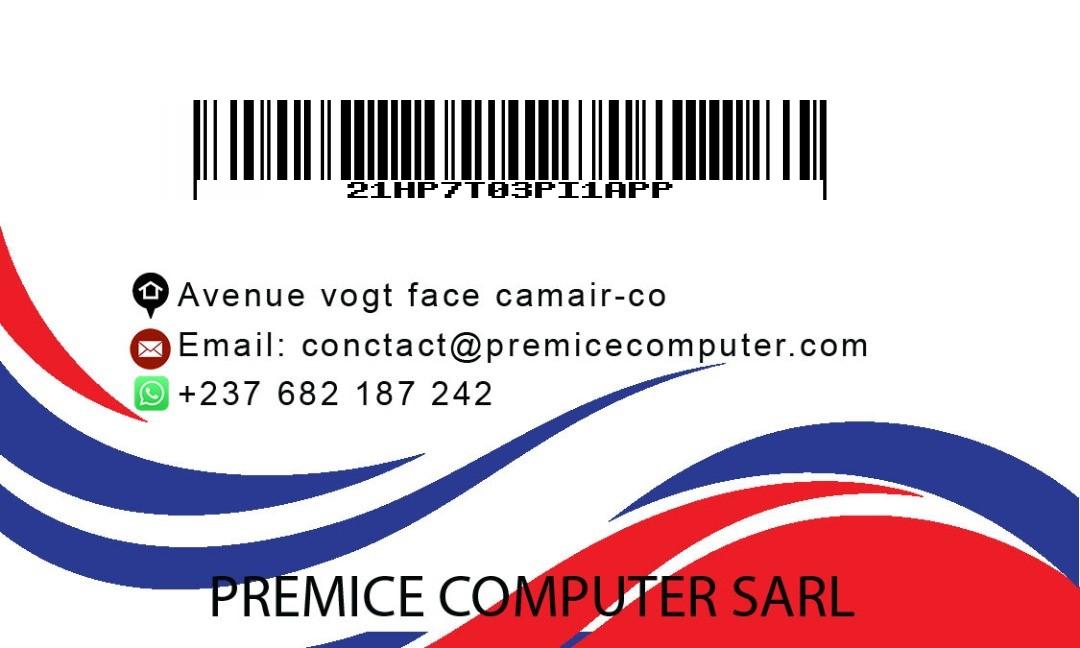 21HP7T03PI1APP
Avenue vogt face camair-co
Email: conctact@premicecomputer.com
+237 682 187 242
PREMICE COMPUTER SARL